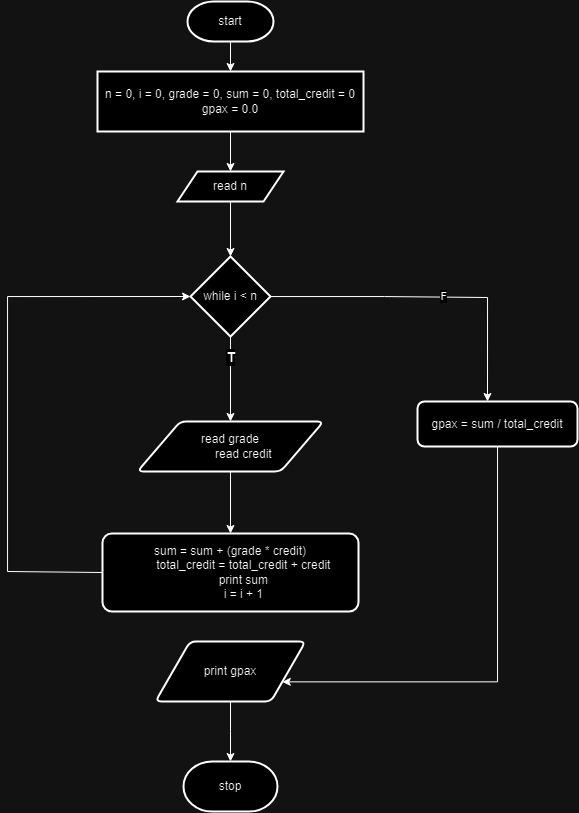 start
n = 0, i = 0, grade = 0, sum = 0, total_credit = 0
gpax = 0.0
read n
while i < n
F
T
read grade
read credit
gpax = sum / total_credit
sum = sum + (grade * credit)
total_credit = total_credit + credit
print sum
i = i + 1
print gpax
stop